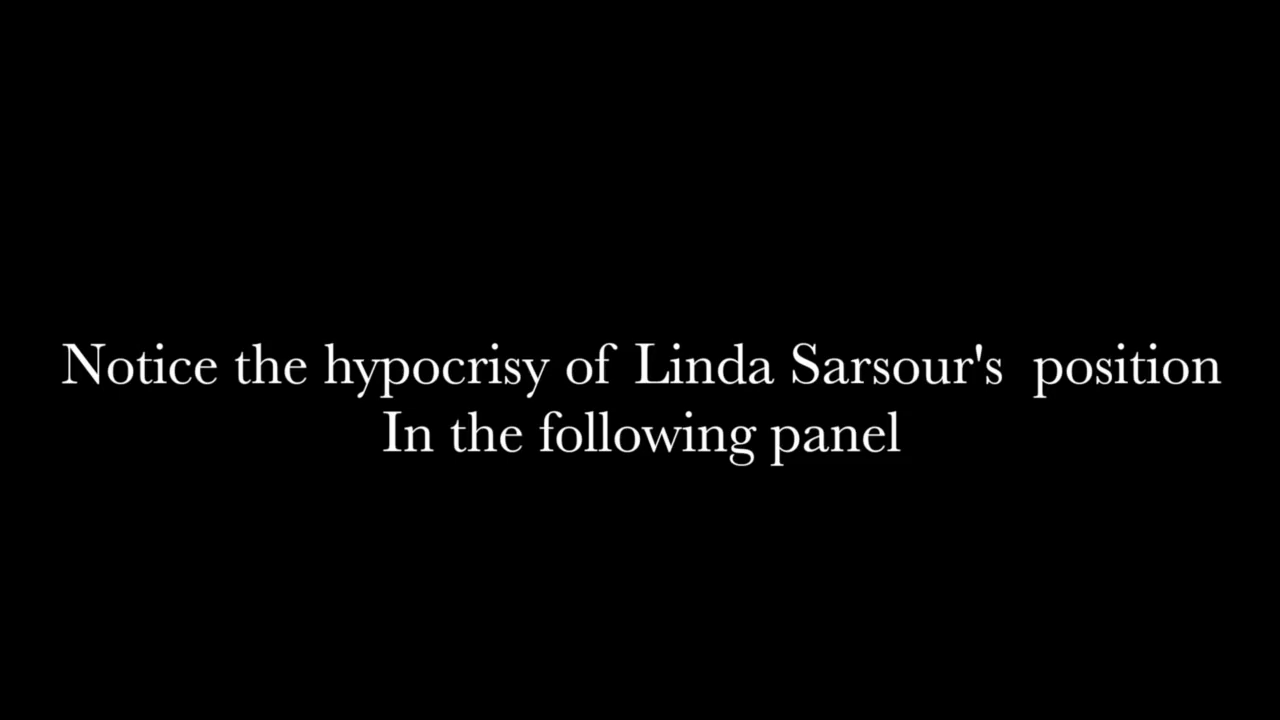 Notice the hypocrisy of Linda Sarsour's position
In the following panel